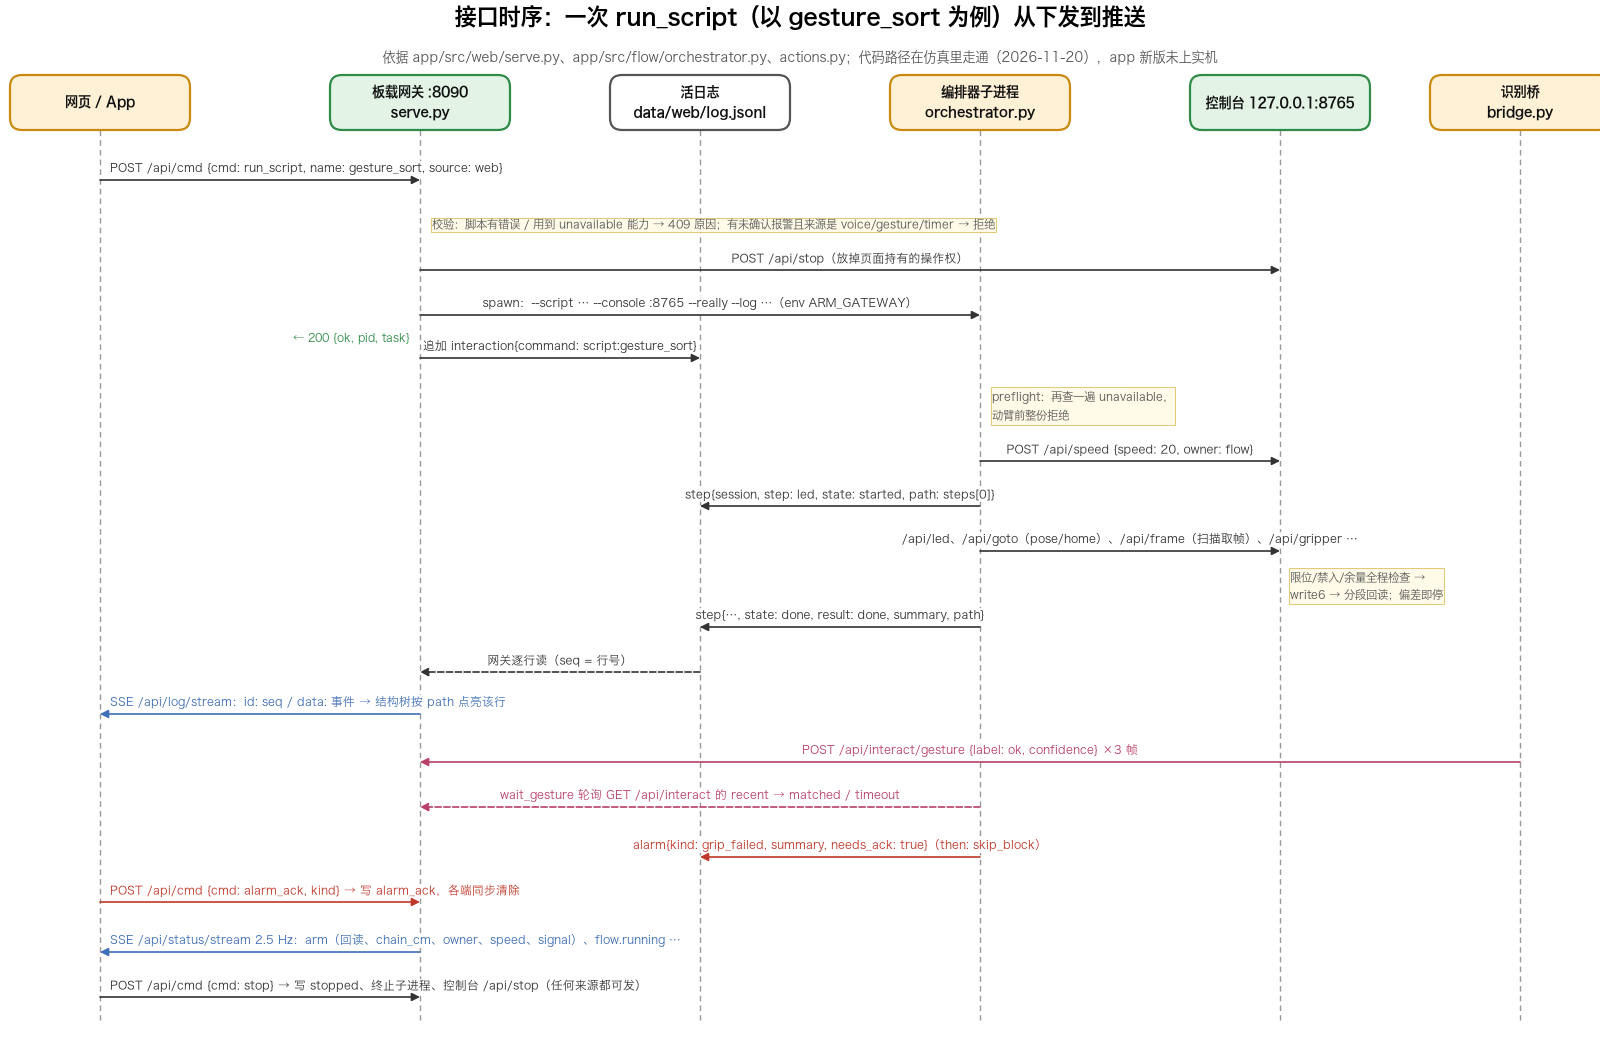 接口时序：一次 run_script（以 gesture_sort 为例）从下发到推送
依据 app/src/web/serve.py、app/src/flow/orchestrator.py、actions.py；代码路径在仿真里走通（2026-11-20），app 新版未上实机
网页 / App
板载网关 :8090
serve.py
活日志
data/web/log.jsonl
编排器子进程
orchestrator.py
控制台 127.0.0.1:8765
识别桥
bridge.py
POST /api/cmd {cmd: run_script, name: gesture_sort, source: web}
校验：脚本有错误 / 用到 unavailable 能力 → 409 原因；有未确认报警且来源是 voice/gesture/timer → 拒绝
POST /api/stop（放掉页面持有的操作权）
spawn：--script … --console :8765 --really --log …（env ARM_GATEWAY）
← 200 {ok, pid, task}
追加 interaction{command: script:gesture_sort}
preflight：再查一遍 unavailable，
动臂前整份拒绝
POST /api/speed {speed: 20, owner: flow}
step{session, step: led, state: started, path: steps[0]}
/api/led、/api/goto（pose/home）、/api/frame（扫描取帧）、/api/gripper …
限位/禁入/余量全程检查 →
write6 → 分段回读；偏差即停
step{…, state: done, result: done, summary, path}
网关逐行读（seq = 行号）
SSE /api/log/stream：id: seq / data: 事件 → 结构树按 path 点亮该行
POST /api/interact/gesture {label: ok, confidence} ×3 帧
wait_gesture 轮询 GET /api/interact 的 recent → matched / timeout
alarm{kind: grip_failed, summary, needs_ack: true}（then: skip_block）
POST /api/cmd {cmd: alarm_ack, kind} → 写 alarm_ack，各端同步清除
SSE /api/status/stream 2.5 Hz：arm（回读、chain_cm、owner、speed、signal）、flow.running …
POST /api/cmd {cmd: stop} → 写 stopped、终止子进程、控制台 /api/stop（任何来源都可发）